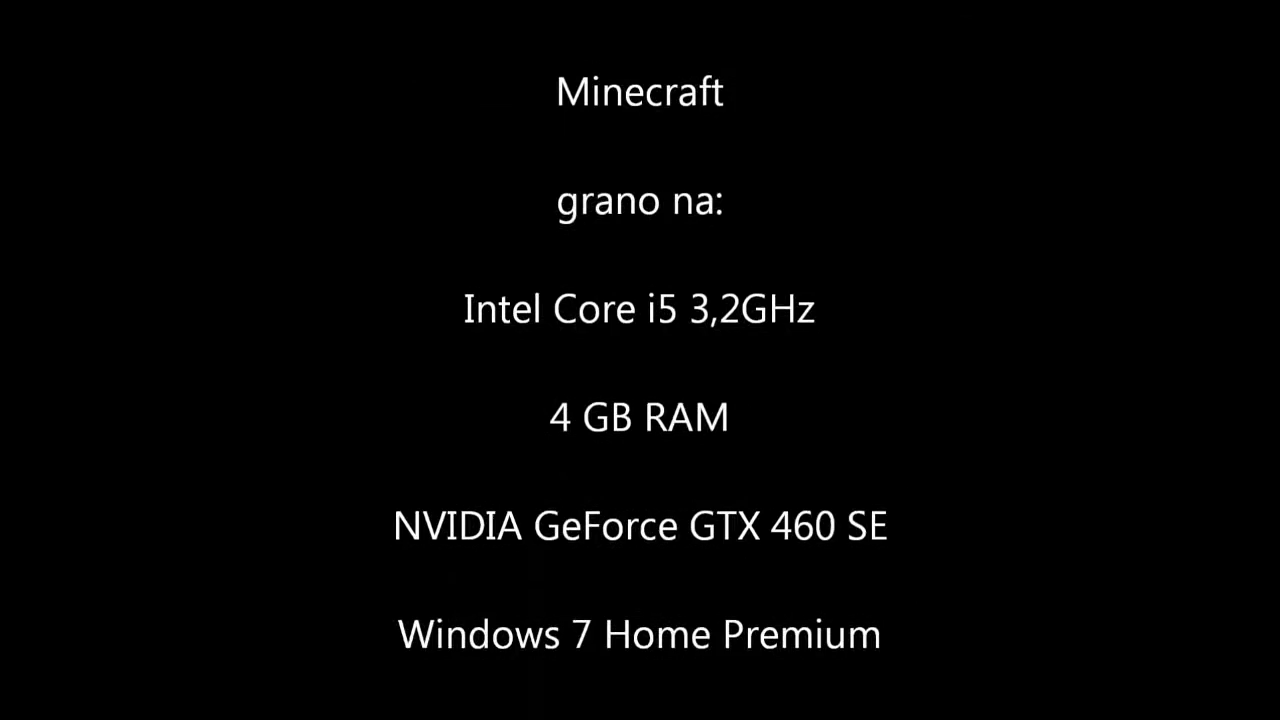 Minecraft
grano na:
Intel Core i5 3,2GHz
4 GB RAM
NVIDIA GeForce GTX 460 SE
Windows 7 Home Premium